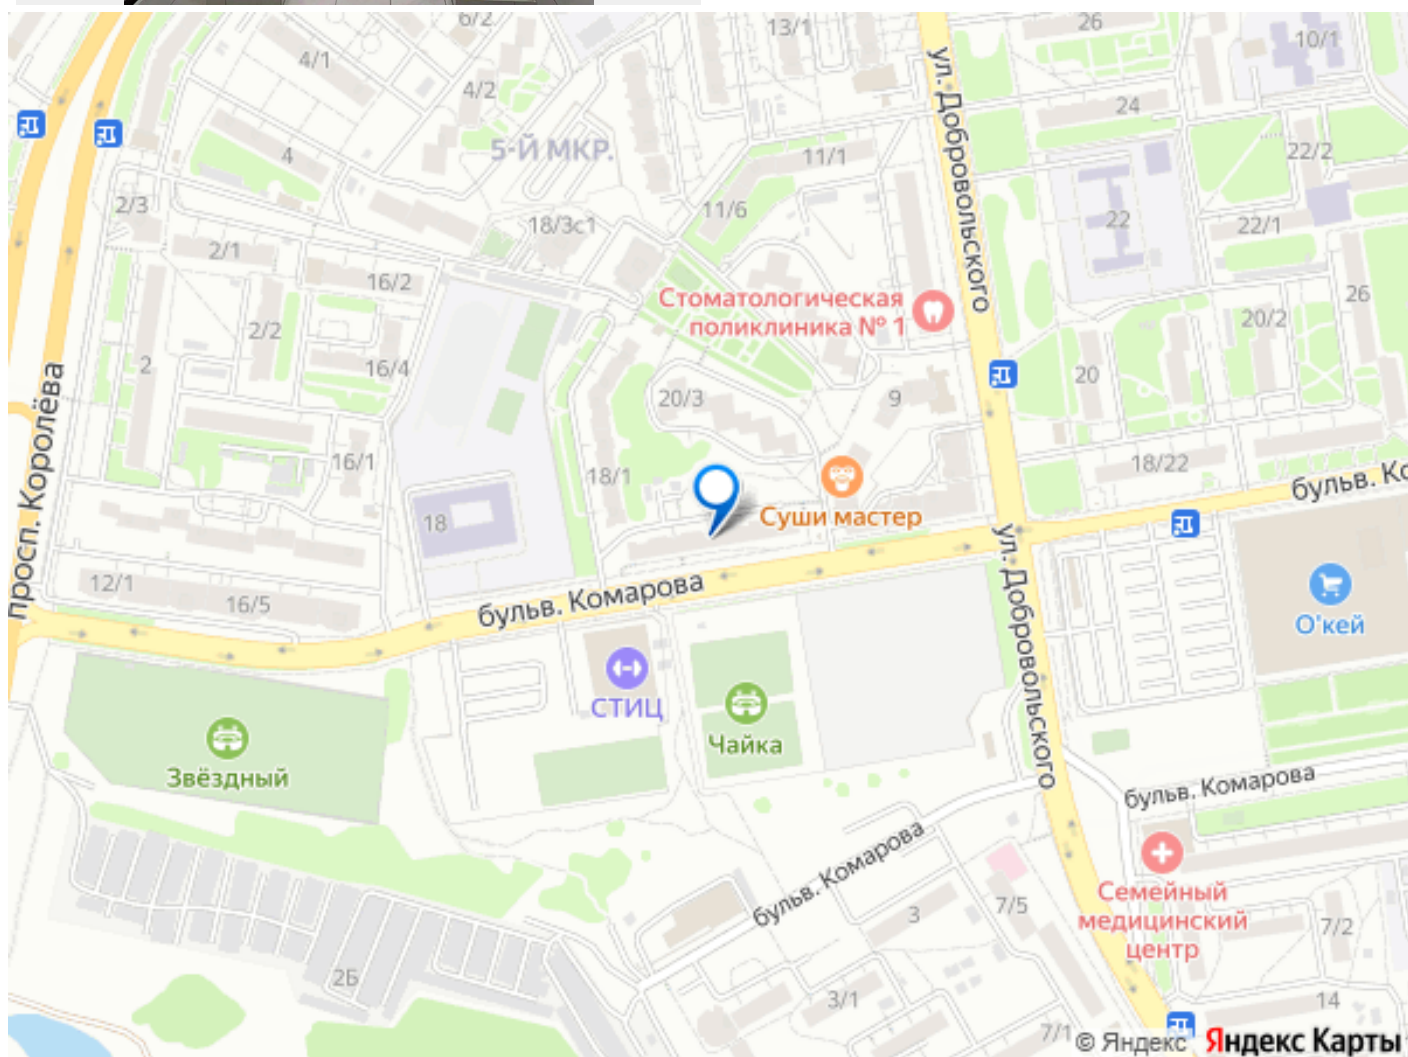 6/2
13/1
26
10/1
4/1
4/2
24
ул. Добровольского
5-Й МКР.
4
11/1
22/2
2/3
11/6
22
22/1
18/3с1
2/1
16/2
26
Стоматологическая
поликлиника № 1
2/2
20/2
2
16/4
20
просп. Королёва
20/3
9
16/1
18/1
18/22
бульв. Ко
18
Суши мастер
ул. Добровольского
12/1
16/5
бульв. Комарова
О'кей
СТИЦ
Чайка
Звёздный
бульв. Комарова
бульв. Комарова
Семейный
медицинский
центр
3
7/5
7/2
2Б
3/1
14
7/1
© Яндекс Яндекс Карты